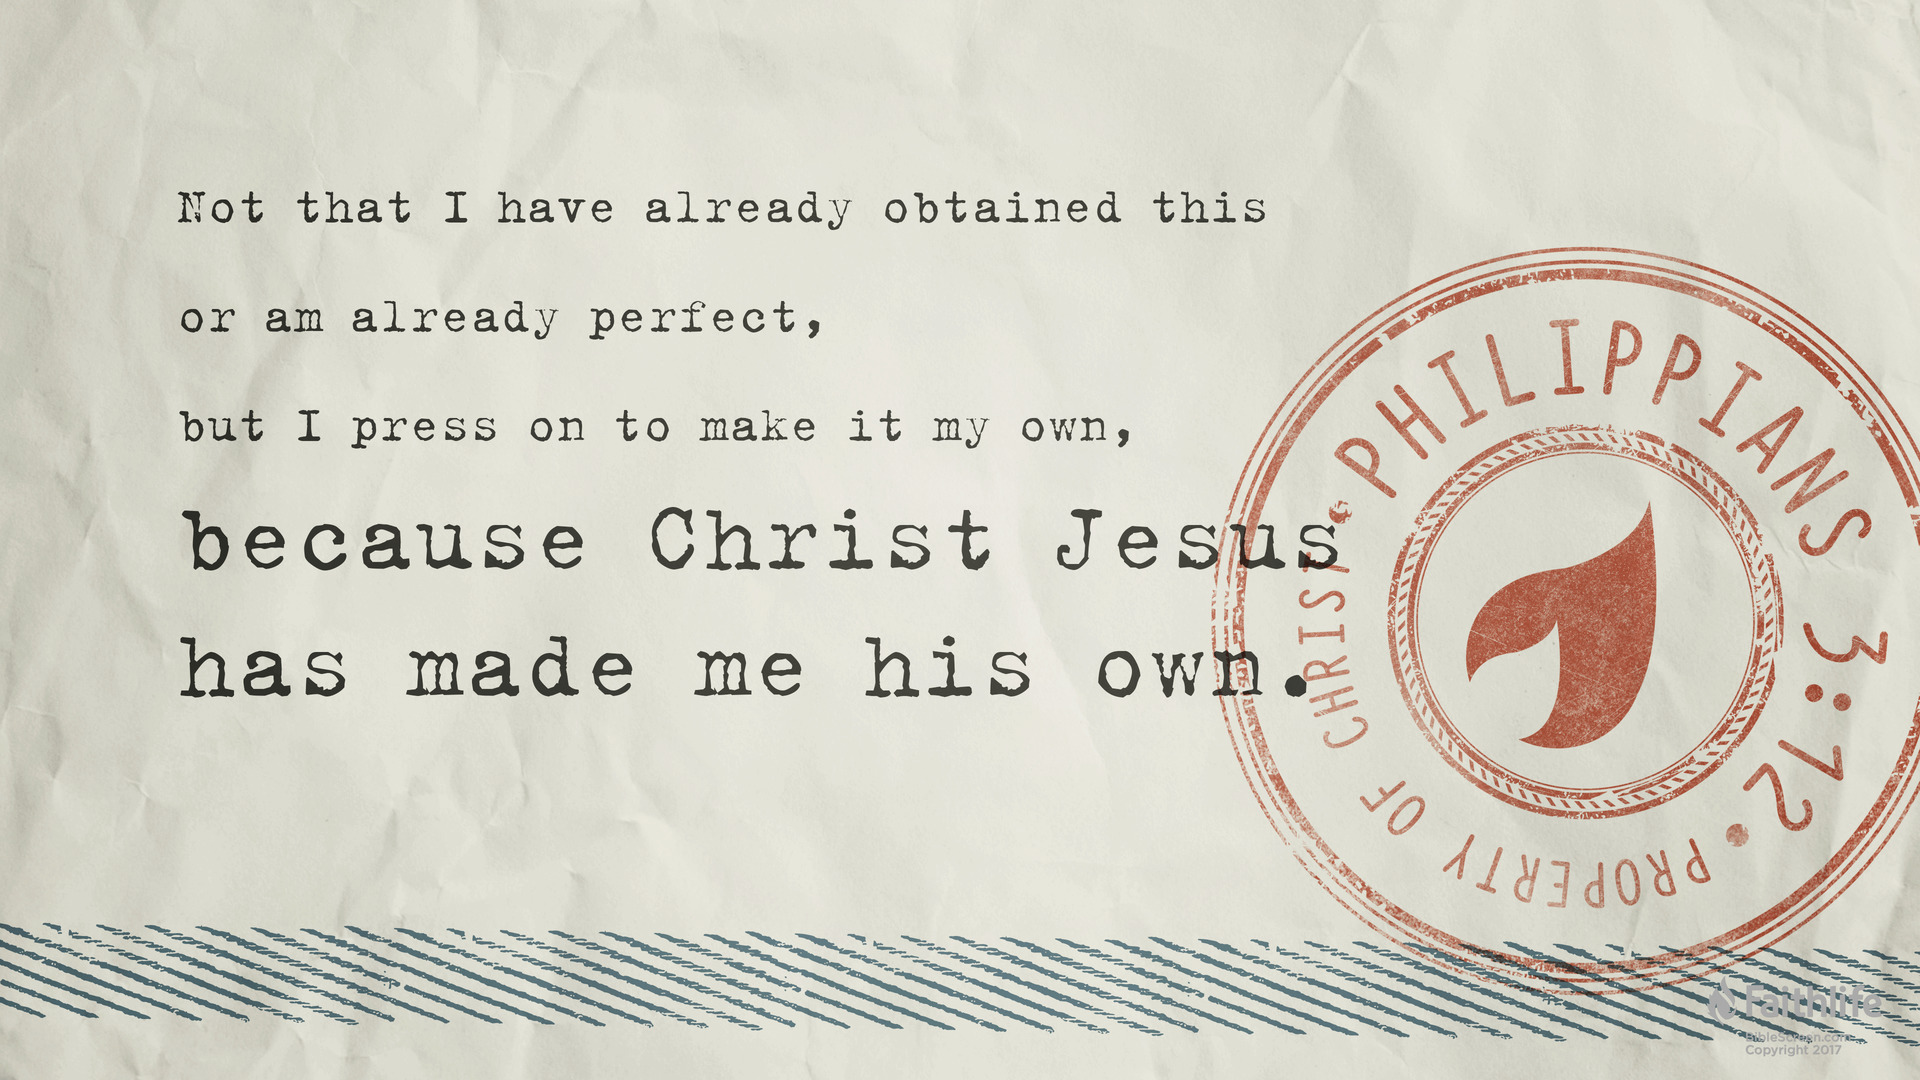 Not that I have already obtained this
or am already perfect,
but I press on to make it my own,
because Christ Jesus
has made me his own.
PHILIPPIANS 3:12
PROPERTY OF CHRIST
Faithlife
BibleScreen.com
Copyright 2017